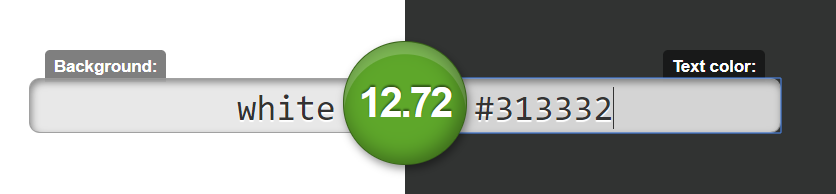 Background:
Text color:
white
12.72
#313332